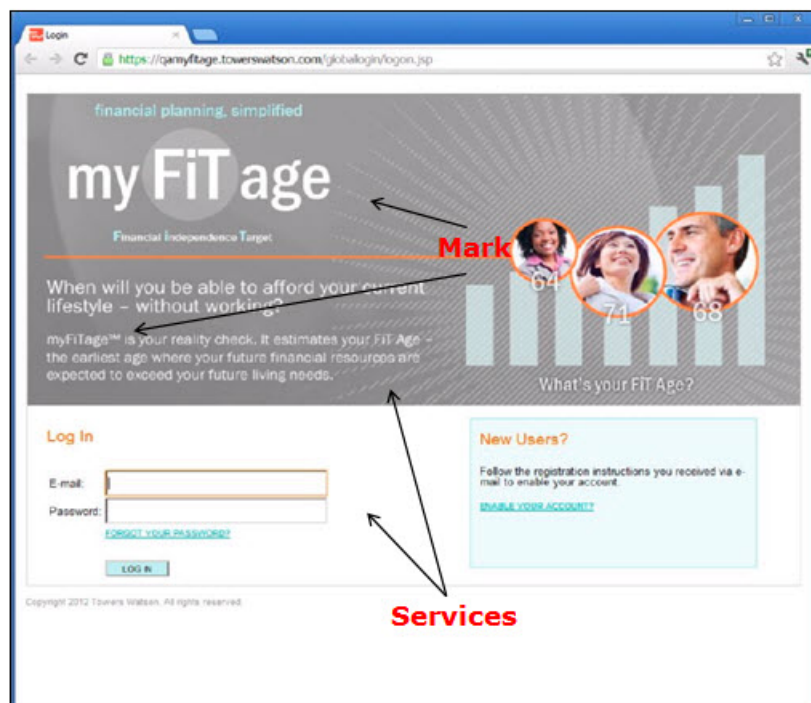 Login
https://qamyfitage.towerswatson.com/globallogin/logon.jsp
financial planning, simplified
my FiT age
Financial Independence Target
Mark
When will you be able to afford your current
lifestyle – without working?
myFiTage℠ is your reality check. It estimates your FiT Age –
the earliest age where your future financial resources are
expected to exceed your future living needs.
64
71
68
What's your FiT Age?
Log In
E-mail:
Password:
FORGOT YOUR PASSWORD?
LOG IN
New Users?
Follow the registration instructions you received via e-
mail to enable your account.
ENABLE YOUR ACCOUNT?
Copyright 2012 Towers Watson. All rights reserved.
Services